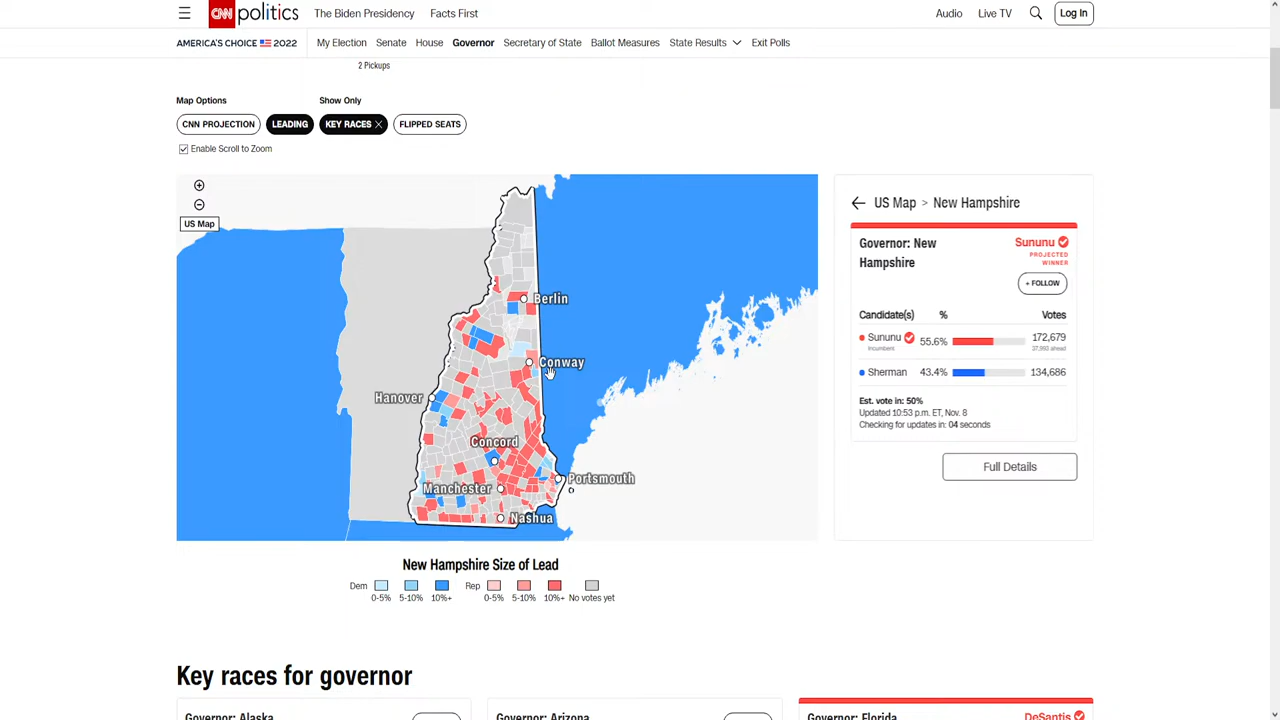 CNN politics The Biden Presidency Facts First Audio Live TV Log In
AMERICA'S CHOICE 2022 My Election Senate House Governor Secretary of State Ballot Measures State Results Exit Polls
2 Pickups
Map Options Show Only
CNN PROJECTION LEADING KEY RACES FLIPPED SEATS
Enable Scroll to Zoom
US Map
Berlin
Conway
Hanover
Concord
Portsmouth
Manchester
Nashua
New Hampshire Size of Lead
Dem Rep
0-5% 5-10% 10%+ 0-5% 5-10% 10%+ No votes yet
US Map > New Hampshire
Governor: New Hampshire
Sununu
PROJECTED
WINNER
+ FOLLOW
Candidate(s) % Votes
Sununu 55.6% 172,679
Incumbent 37,993 ahead
Sherman 43.4% 134,686
Est. vote in: 50%
Updated 10:53 p.m. ET, Nov. 8
Checking for updates in: 04 seconds
Full Details
Key races for governor
Governor: Alaska Governor: Arizona Governor: Florida DeSantis